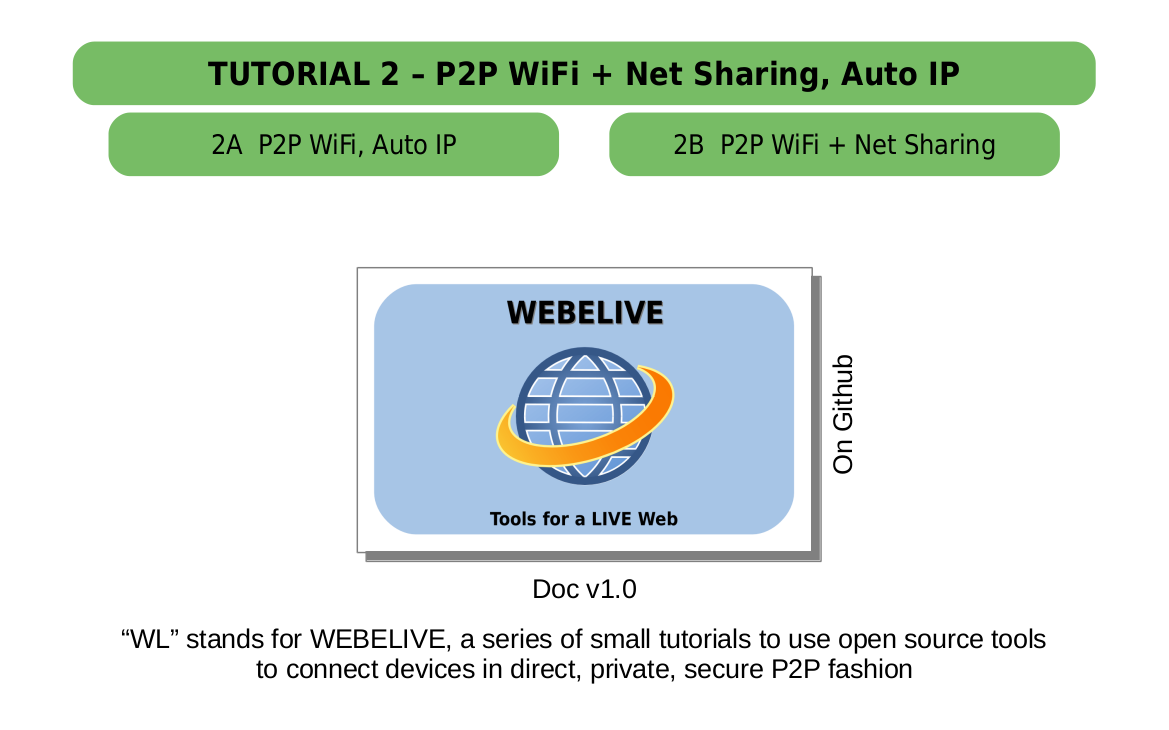 TUTORIAL 2 – P2P WiFi + Net Sharing, Auto IP
2A P2P WiFi, Auto IP
2B P2P WiFi + Net Sharing
WEBELIVE
Tools for a LIVE Web
On Github
Doc v1.0
“WL” stands for WEBELIVE, a series of small tutorials to use open source tools
to connect devices in direct, private, secure P2P fashion